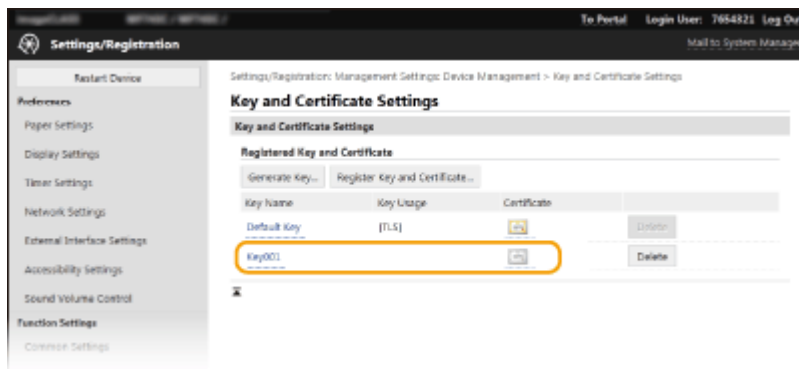 To Portal Login User: 7654321 Log Ou
Settings/Registration
Mail to System Manage
Restart Device
Settings/Registration: Management Settings: Device Management > Key and Certificate Settings
Preferences
Key and Certificate Settings
Paper Settings
Key and Certificate Settings
Display Settings
Registered Key and Certificate
Timer Settings
Generate Key...
Register Key and Certificate...
Network Settings
Key Name
Key Usage
Certificate
Default Key
[TLS]
Delete
External Interface Settings
Key001
Delete
Accessibility Settings
Sound Volume Control
Function Settings
Common Settings